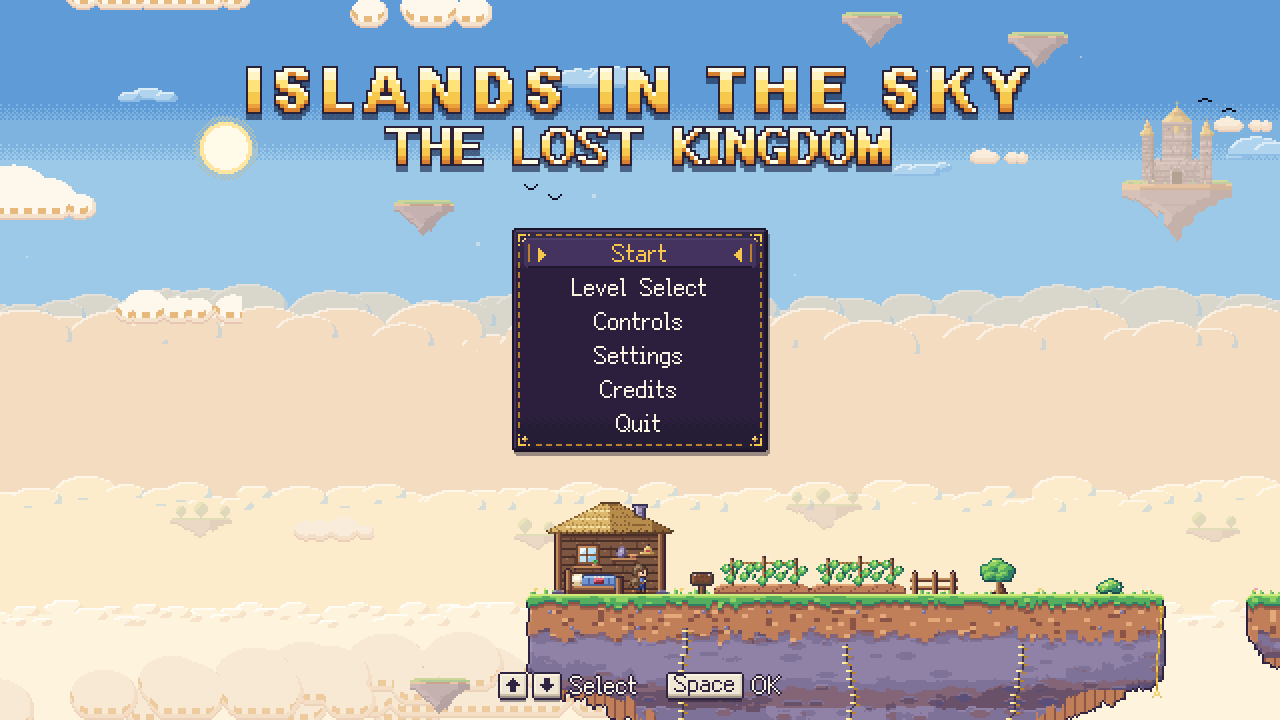 ISLANDS IN THE SKY
THE LOST KINGDOM
Start
Level Select
Controls
Settings
Credits
Quit
Select Space OK